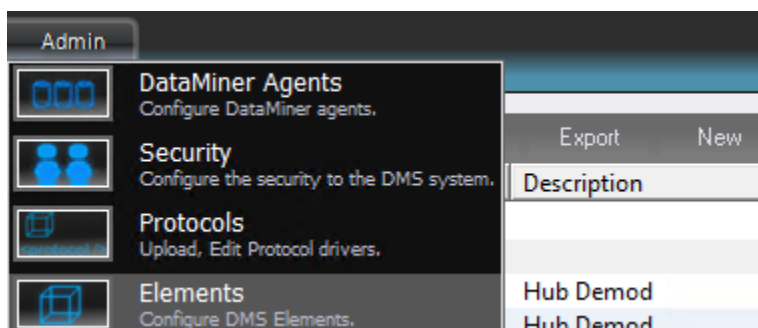 Admin
DataMiner Agents
Configure DataMiner agents.
Security
Configure the security to the DMS system.
Protocols
Upload, Edit Protocol drivers.
Elements
Configure DMS Elements.
Export New
Description
Hub Demod
Hub Demod